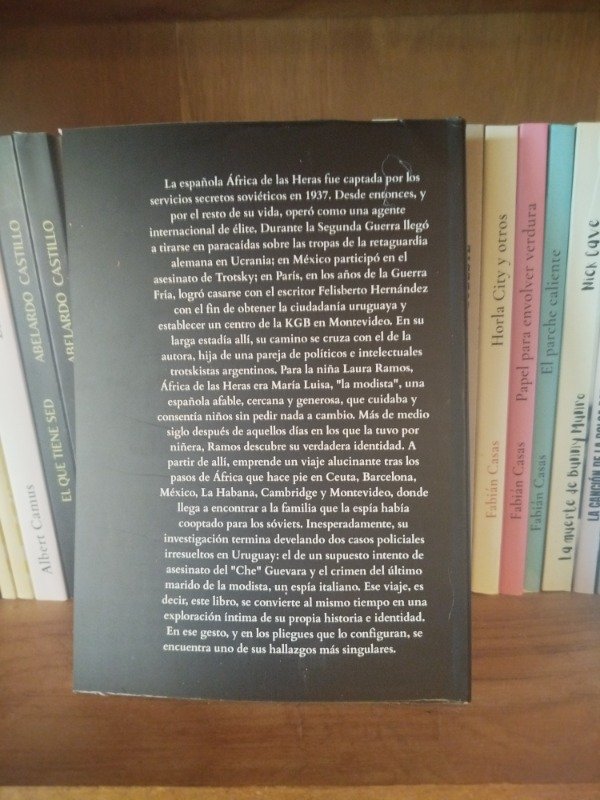 La española África de las Heras fue captada por los
servicios secretos soviéticos en 1937. Desde entonces, y
por el resto de su vida, operó como una agente
internacional de élite. Durante la Segunda Guerra llegó
a tirarse en paracaídas sobre las tropas de la retaguardia
alemana en Ucrania; en México participó en el
asesinato de Trotsky; en París, en los años de la Guerra
Fría, logró casarse con el escritor Felisberto Hernández
con el fin de obtener la ciudadanía uruguaya y
establecer un centro de la KGB en Montevideo. En su
larga estadía allí, su camino se cruza con el de la
autora, hija de una pareja de políticos e intelectuales
trotskistas argentinos. Para la niña Laura Ramos,
África de las Heras era María Luisa, "la modista", una
española afable, cercana y generosa, que cuidaba y
consentía niños sin pedir nada a cambio. Más de medio
siglo después de aquellos días en los que la tuvo por
niñera, Ramos descubre su verdadera identidad. A
partir de allí, emprende un viaje alucinante tras los
pasos de África que hace pie en Ceuta, Barcelona,
México, La Habana, Cambridge y Montevideo, donde
llega a encontrar a la familia que la espía había
cooptado para los sóviets. Inesperadamente, su
investigación termina develando dos casos policiales
irresueltos en Uruguay: el de un supuesto intento de
asesinato del "Che" Guevara y el crimen del último
marido de la modista, un espía italiano. Ese viaje, es
decir, este libro, se convierte al mismo tiempo en una
exploración íntima de su propia historia e identidad.
En ese gesto, y en los pliegues que lo configuran, se
encuentra uno de sus hallazgos más singulares.
Albert Camus
EL QUE TIENE SED
ABELARDO CASTILLO
ABELARDO CASTILLO
Fabián Casas
Horla City y otros
Fabián Casas
Papel para envolver verdura
Fabián Casas
El parche caliente
La muerte de Bunny Munro
Nick Cave